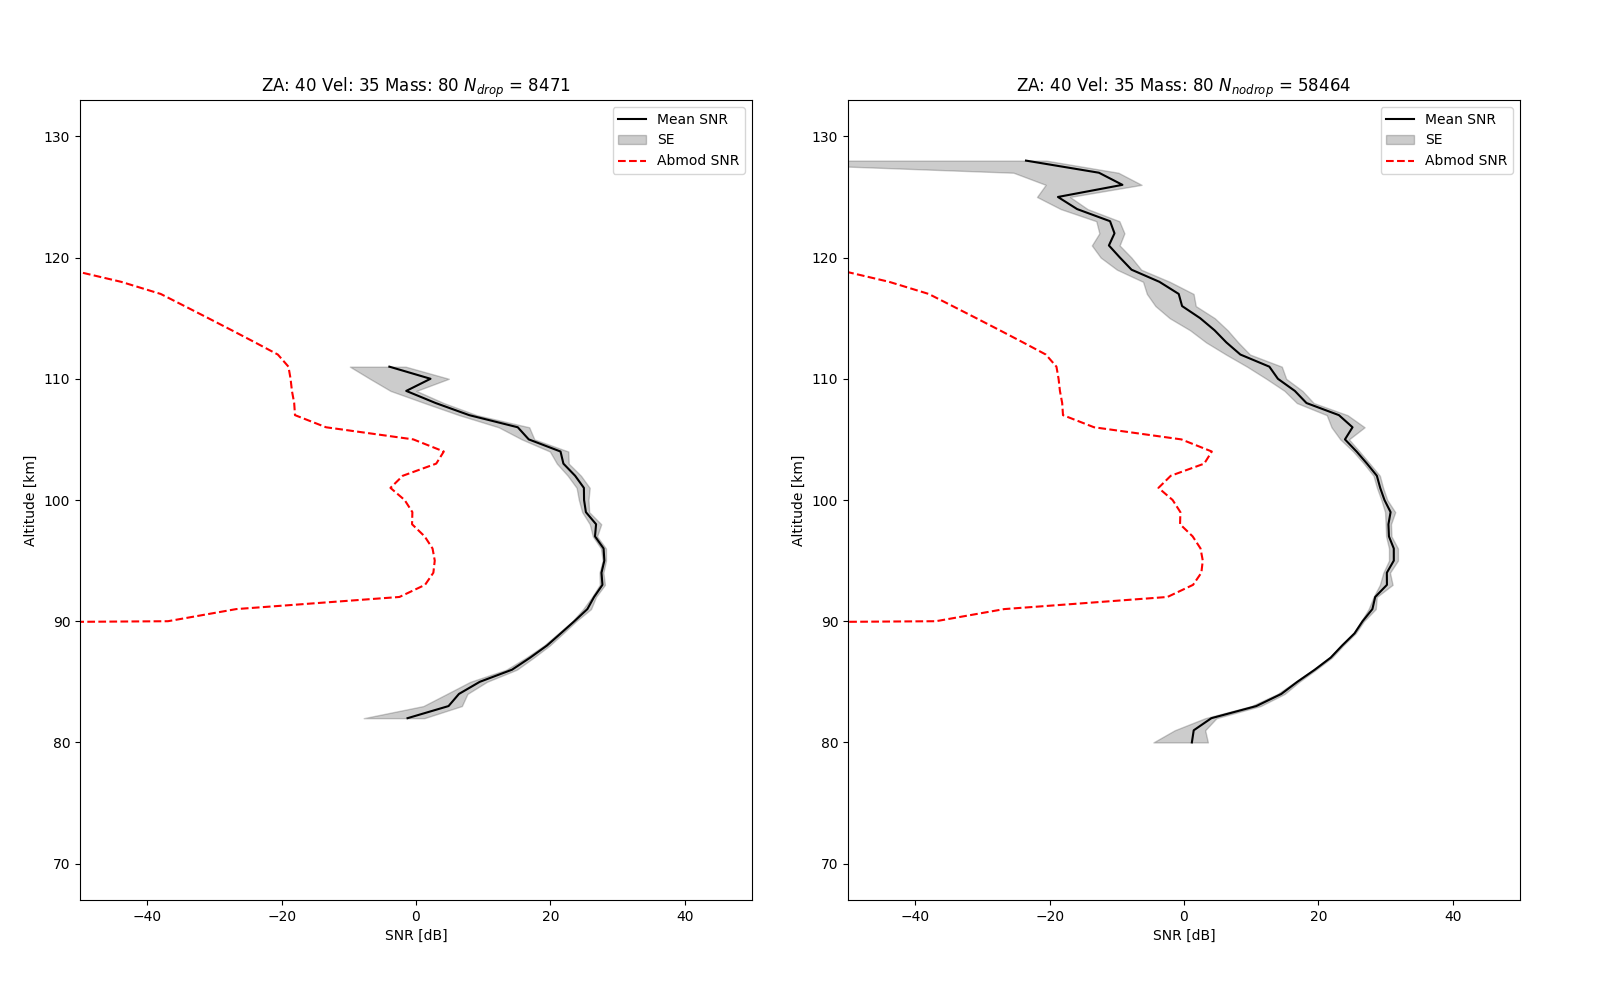 ZA: 40 Vel: 35 Mass: 80 N_drop = 8471
Mean SNR
SE
Abmod SNR
130
120
110
100
90
80
70
Altitude [km]
−40
−20
0
20
40
SNR [dB]
ZA: 40 Vel: 35 Mass: 80 N_nodrop = 58464
Mean SNR
SE
Abmod SNR
130
120
110
100
90
80
70
Altitude [km]
−40
−20
0
20
40
SNR [dB]